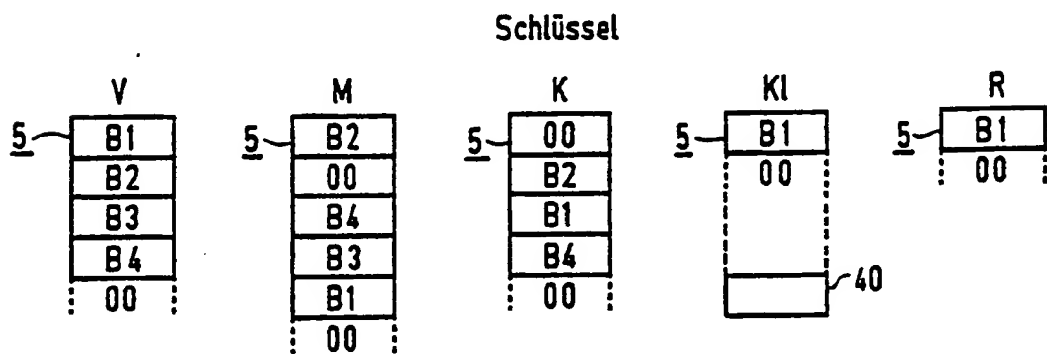 Schlüssel
V M K Kl R
5 B1 5 B2 5 00 5 B1 5 B1
B2 00 B2 00 00
B3 B4 B1
B4 B3 B4
00 B1 00 40
00